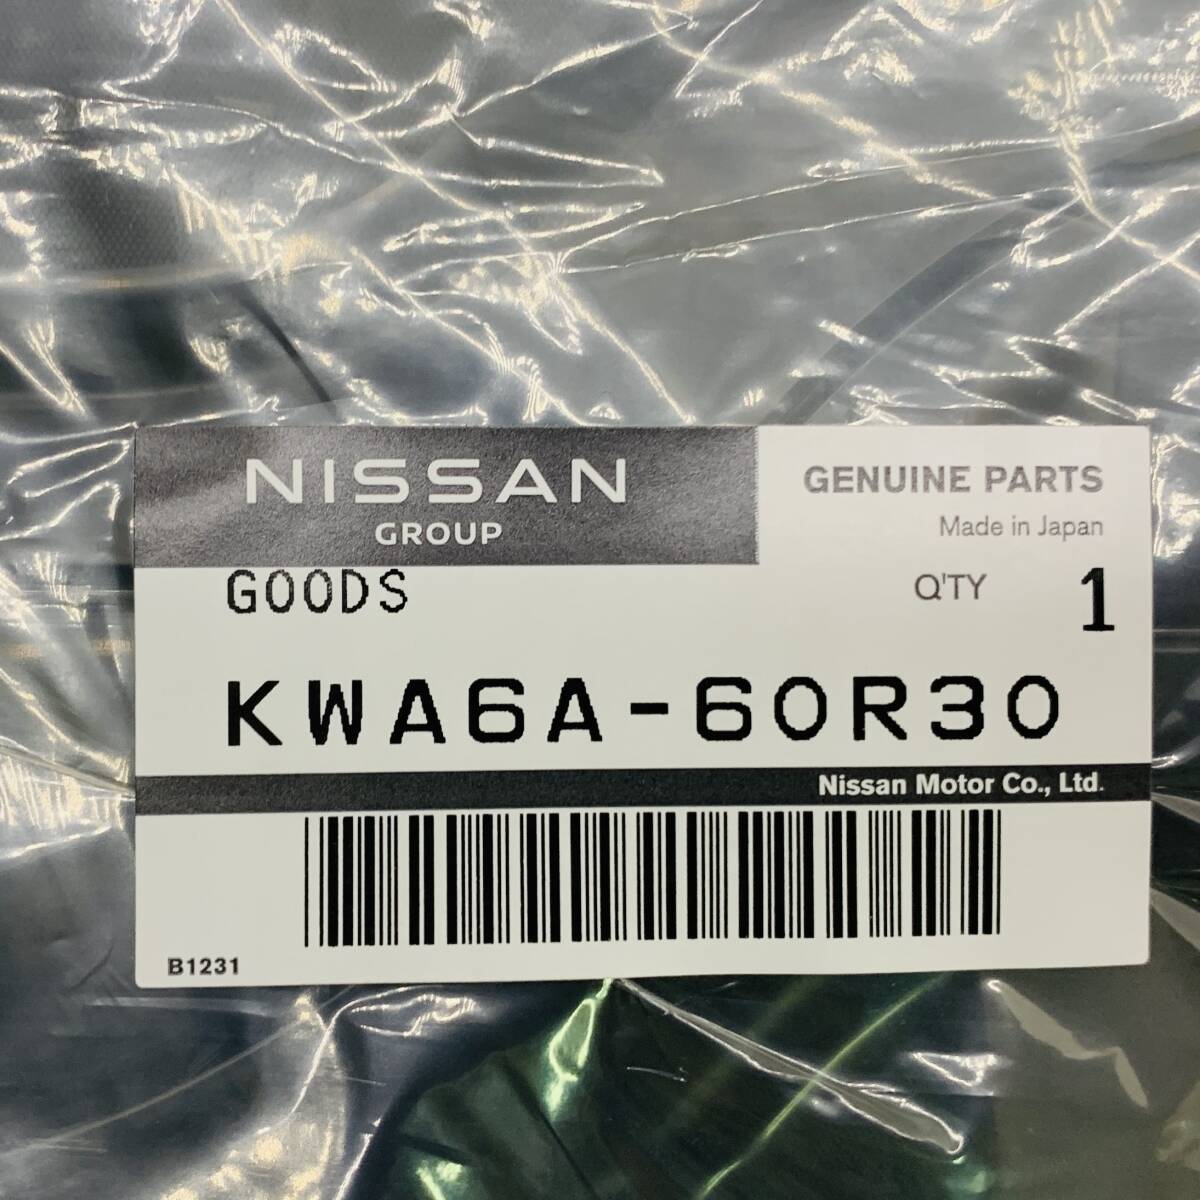 NISSAN
GROUP
GENUINE PARTS
Made in Japan
GOODS
Q'TY 1
KWA6A-60R30
Nissan Motor Co., Ltd.
B1231